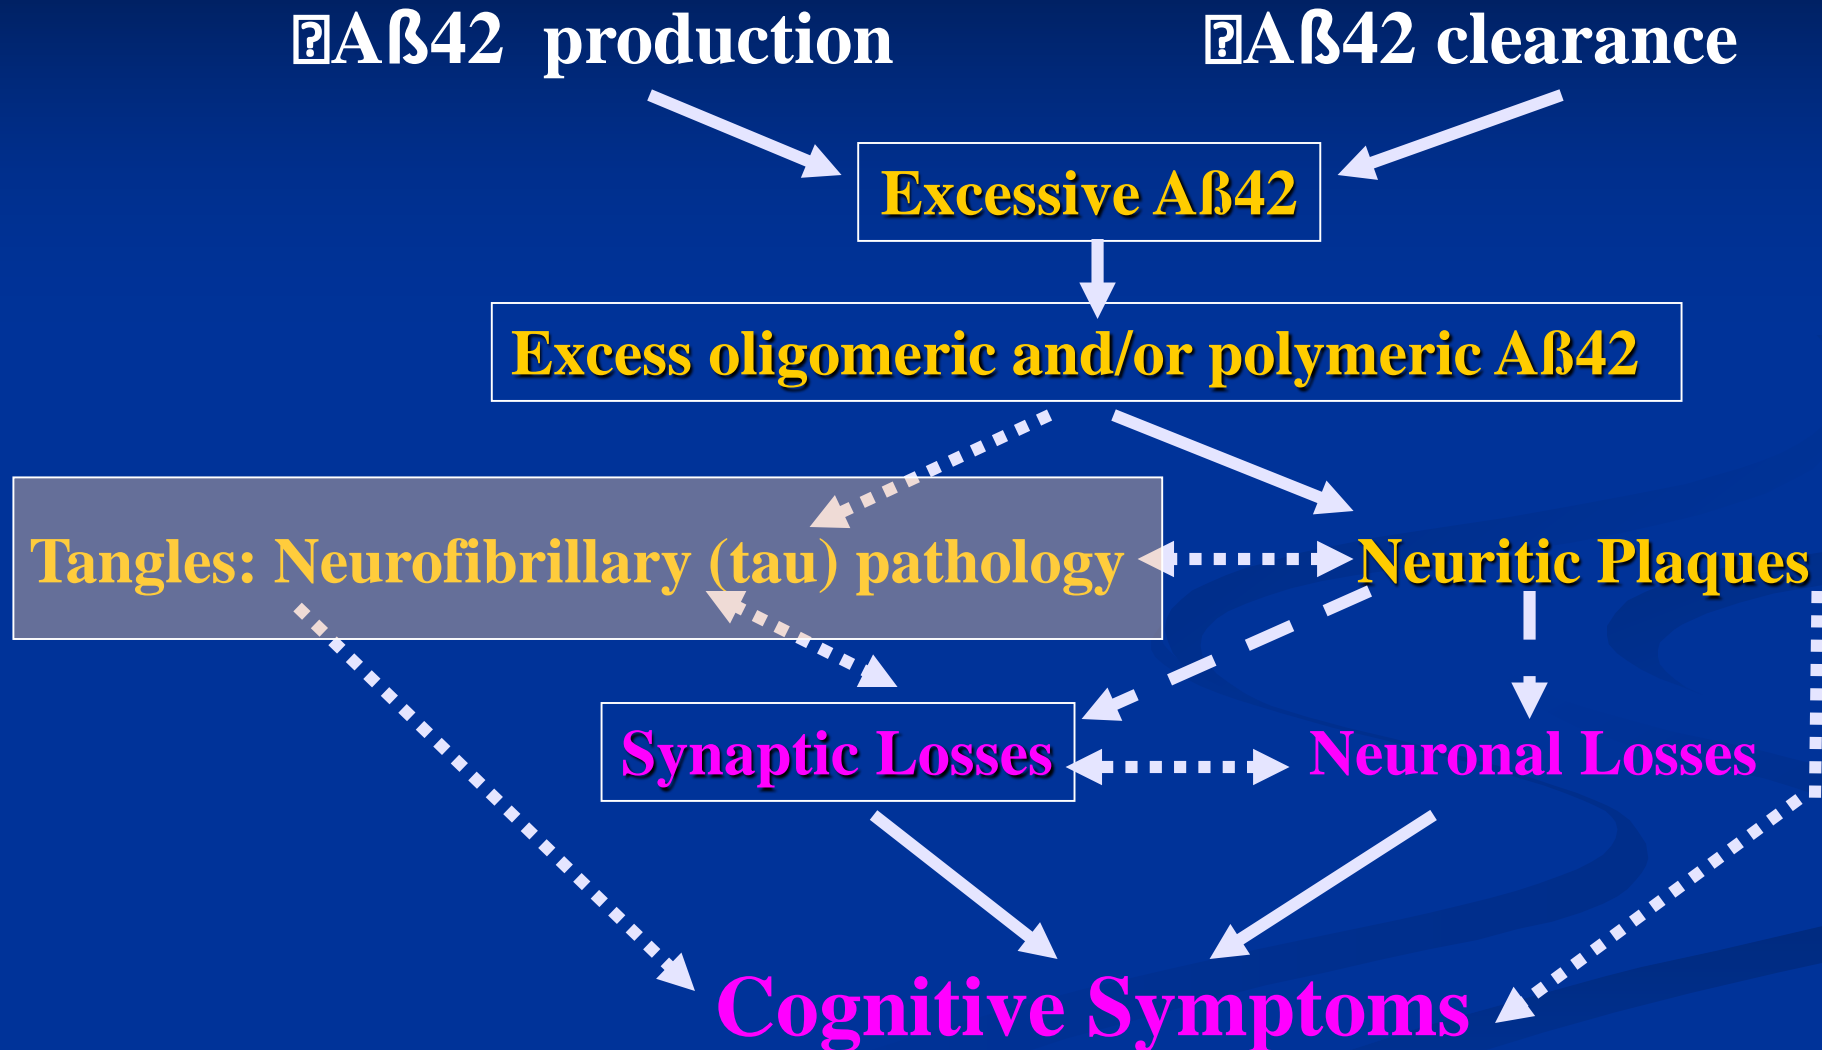 ⍰Aß42 production
⍰Aß42 clearance
Excessive Aß42
Excess oligomeric and/or polymeric Aß42
Tangles: Neurofibrillary (tau) pathology
Neuritic Plaques
Synaptic Losses
Neuronal Losses
Cognitive Symptoms